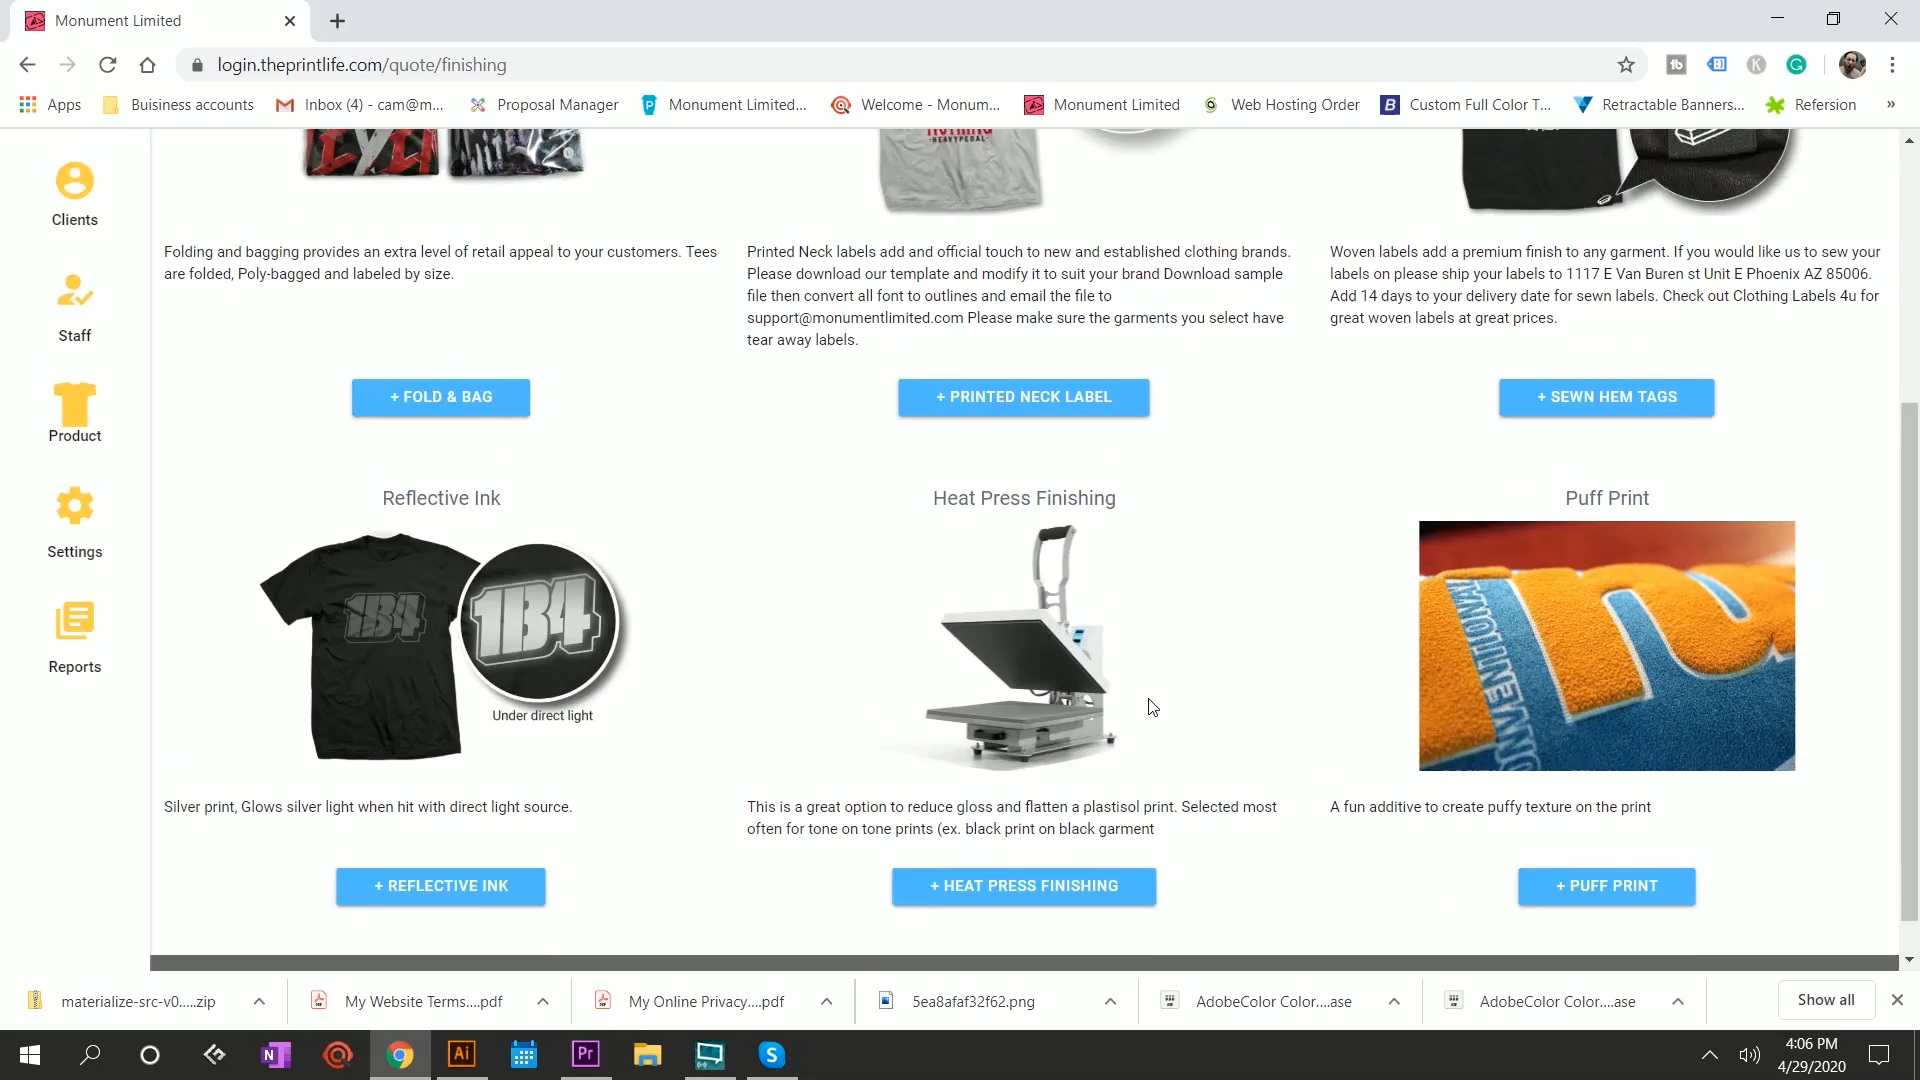 Monument Limited
login.theprintlife.com/quote/finishing
Apps
Buisiness accounts
Inbox (4) - cam@m...
Proposal Manager
Monument Limited...
Welcome - Monum...
Monument Limited
Web Hosting Order
Custom Full Color T...
Retractable Banners...
Refersion
»
Clients
Staff
Product
Settings
Reports
NOTHING
-HEAVYPEDAL-
Folding and bagging provides an extra level of retail appeal to your customers. Tees
are folded, Poly-bagged and labeled by size.
+ FOLD & BAG
Printed Neck labels add and official touch to new and established clothing brands.
Please download our template and modify it to suit your brand Download sample
file then convert all font to outlines and email the file to
support@monumentlimited.com Please make sure the garments you select have
tear away labels.
+ PRINTED NECK LABEL
Woven labels add a premium finish to any garment. If you would like us to sew your
labels on please ship your labels to 1117 E Van Buren st Unit E Phoenix AZ 85006.
Add 14 days to your delivery date for sewn labels. Check out Clothing Labels 4u for
great woven labels at great prices.
+ SEWN HEM TAGS
Reflective Ink
1B4
1B4
Under direct light
Silver print, Glows silver light when hit with direct light source.
+ REFLECTIVE INK
Heat Press Finishing
This is a great option to reduce gloss and flatten a plastisol print. Selected most
often for tone on tone prints (ex. black print on black garment
+ HEAT PRESS FINISHING
Puff Print
A fun additive to create puffy texture on the print
+ PUFF PRINT
materialize-src-v0.....zip
My Website Terms....pdf
My Online Privacy....pdf
5ea8afaf32f62.png
AdobeColor Color....ase
AdobeColor Color....ase
Show all
4:06 PM
4/29/2020